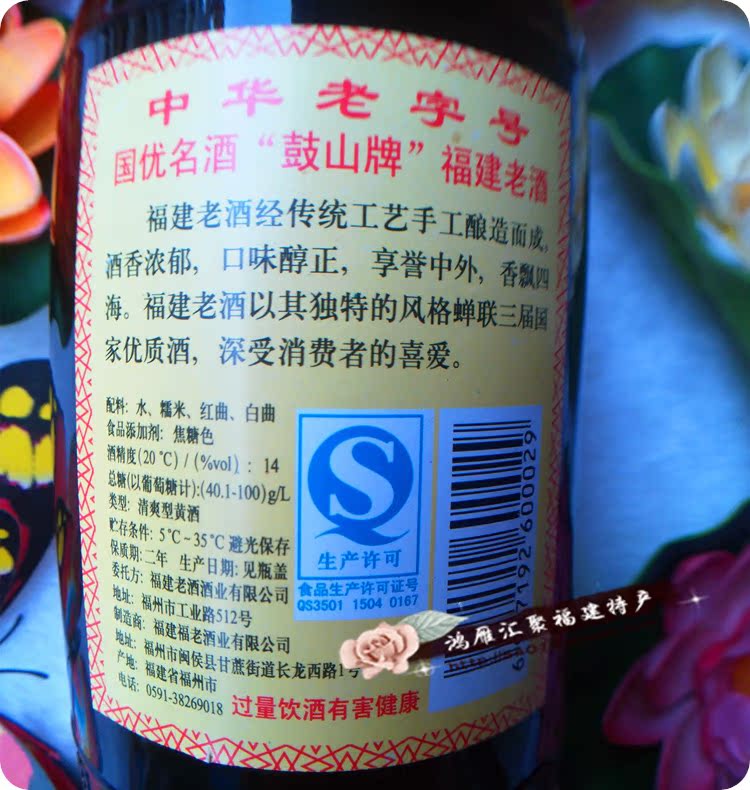 中华老字号
国优名酒“鼓山牌”福建老酒
福建老酒经传统工艺手工酿造而成，
酒香浓郁，口味醇正，享誉中外，香飘四
海。福建老酒以其独特的风格蝉联三届国
家优质酒，深受消费者的喜爱。
配料: 水、糯米、红曲、白曲
食品添加剂: 焦糖色
酒精度(20℃) / (%vol) : 14
总糖(以葡萄糖计):(40.1-100)g/L
类型: 清爽型黄酒
贮存条件: 5℃~35℃ 避光保存
保质期:二年 生产日期: 见瓶盖
委托方: 福建老酒酒业有限公司
地址: 福州市工业路512号
制造商: 福建福老酒业有限公司
地址: 福州市闽侯县甘蔗街道长龙西路1号
产地: 福建省福州市
电话: 0591-38269018
过量饮酒有害健康
生产许可
食品生产许可证号
QS3501 1504 0167
7192 600029
鸿雁汇聚福建特产